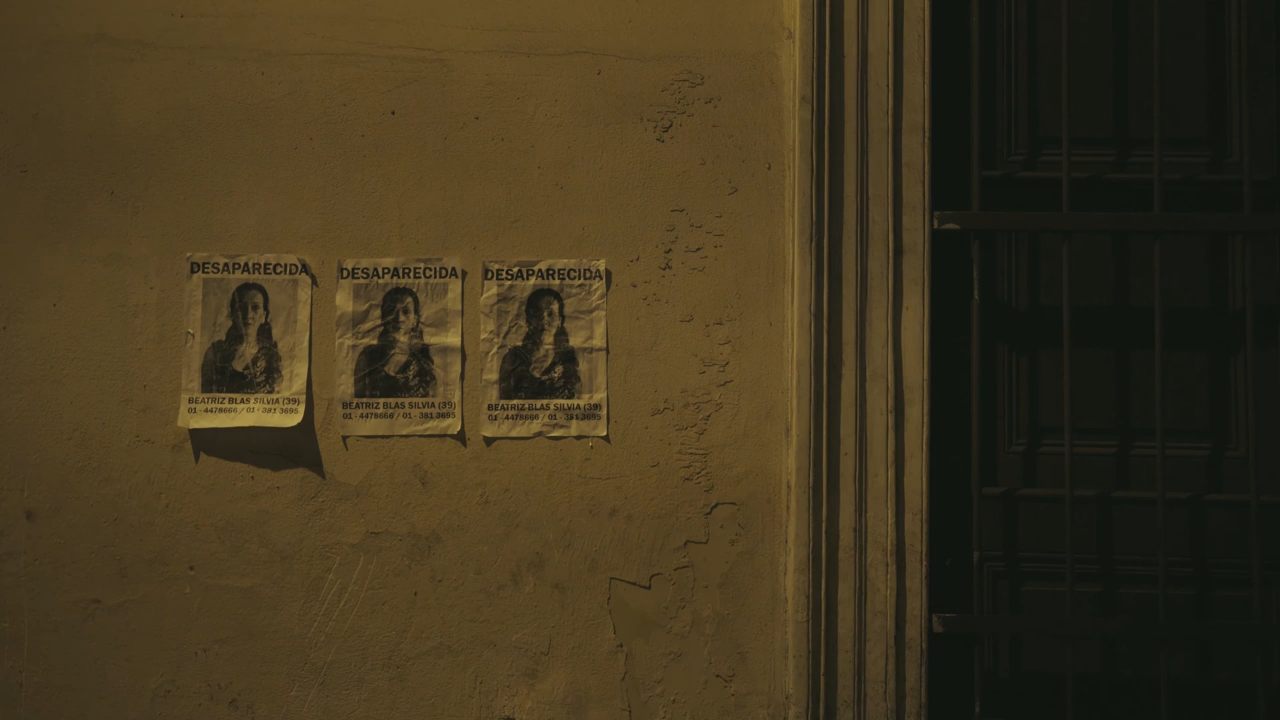 DESAPARECIDA
BEATRIZ BLAS SILVIA (39)
01 - 4478666 / 01 - 381 3695
DESAPARECIDA
BEATRIZ BLAS SILVIA (39)
01 - 4478666 / 01 - 381 3695
DESAPARECIDA
BEATRIZ BLAS SILVIA (39)
01 - 4478666 / 01 - 381 3695